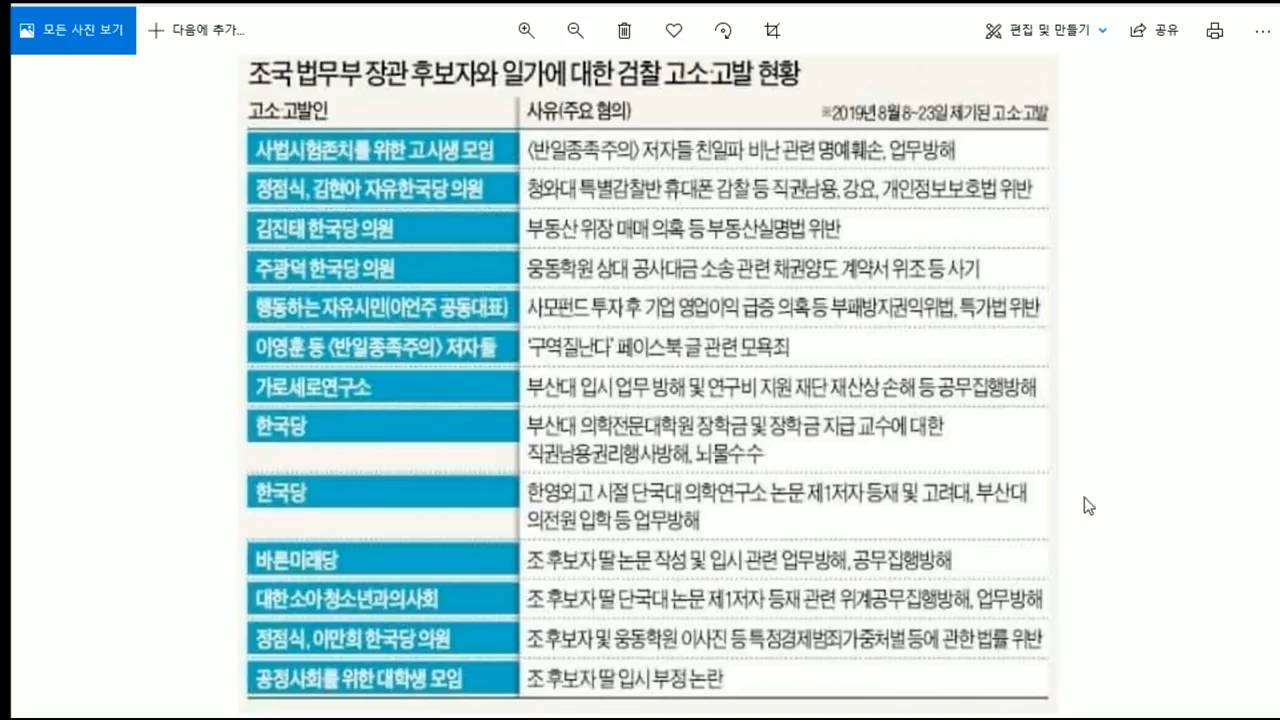 모든 사진 보기
다음에 추가...
편집 및 만들기
공유
조국 법무부 장관 후보자와 일가에 대한 검찰 고소·고발 현황
고소·고발인 사유(주요 혐의) ※2019년 8월 8~23일 제기된 고소·고발
사법시험존치를 위한 고시생 모임 〈반일종족주의〉 저자들 친일파 비난 관련 명예훼손, 업무방해
정점식, 김현아 자유한국당 의원 청와대 특별감찰반 휴대폰 감찰 등 직권남용, 강요, 개인정보보호법 위반
김진태 한국당 의원 부동산 위장 매매 의혹 등 부동산실명법 위반
주광덕 한국당 의원 웅동학원 상대 공사대금 소송 관련 채권양도 계약서 위조 등 사기
행동하는 자유시민(이언주 공동대표) 사모펀드 투자 후 기업 영업이익 급증 의혹 등 부패방지권익위법, 특가법 위반
이영훈 등 〈반일종족주의〉 저자들 '구역질난다' 페이스북 글 관련 모욕죄
가로세로연구소 부산대 입시 업무 방해 및 연구비 지원 재단 재산상 손해 등 공무집행방해
한국당 부산대 의학전문대학원 장학금 및 장학금 지급 교수에 대한
직권남용권리행사방해, 뇌물수수
한국당 한영외고 시절 단국대 의학연구소 논문 제1저자 등재 및 고려대, 부산대
의전원 입학 등 업무방해
바른미래당 조 후보자 딸 논문 작성 및 입시 관련 업무방해, 공무집행방해
대한소아청소년과의사회 조 후보자 딸 단국대 논문 제1저자 등재 관련 위계공무집행방해, 업무방해
정점식, 이만희 한국당 의원 조 후보자 및 웅동학원 이사진 등 특정경제범죄가중처벌 등에 관한 법률 위반
공정사회를 위한 대학생 모임 조 후보자 딸 입시 부정 논란